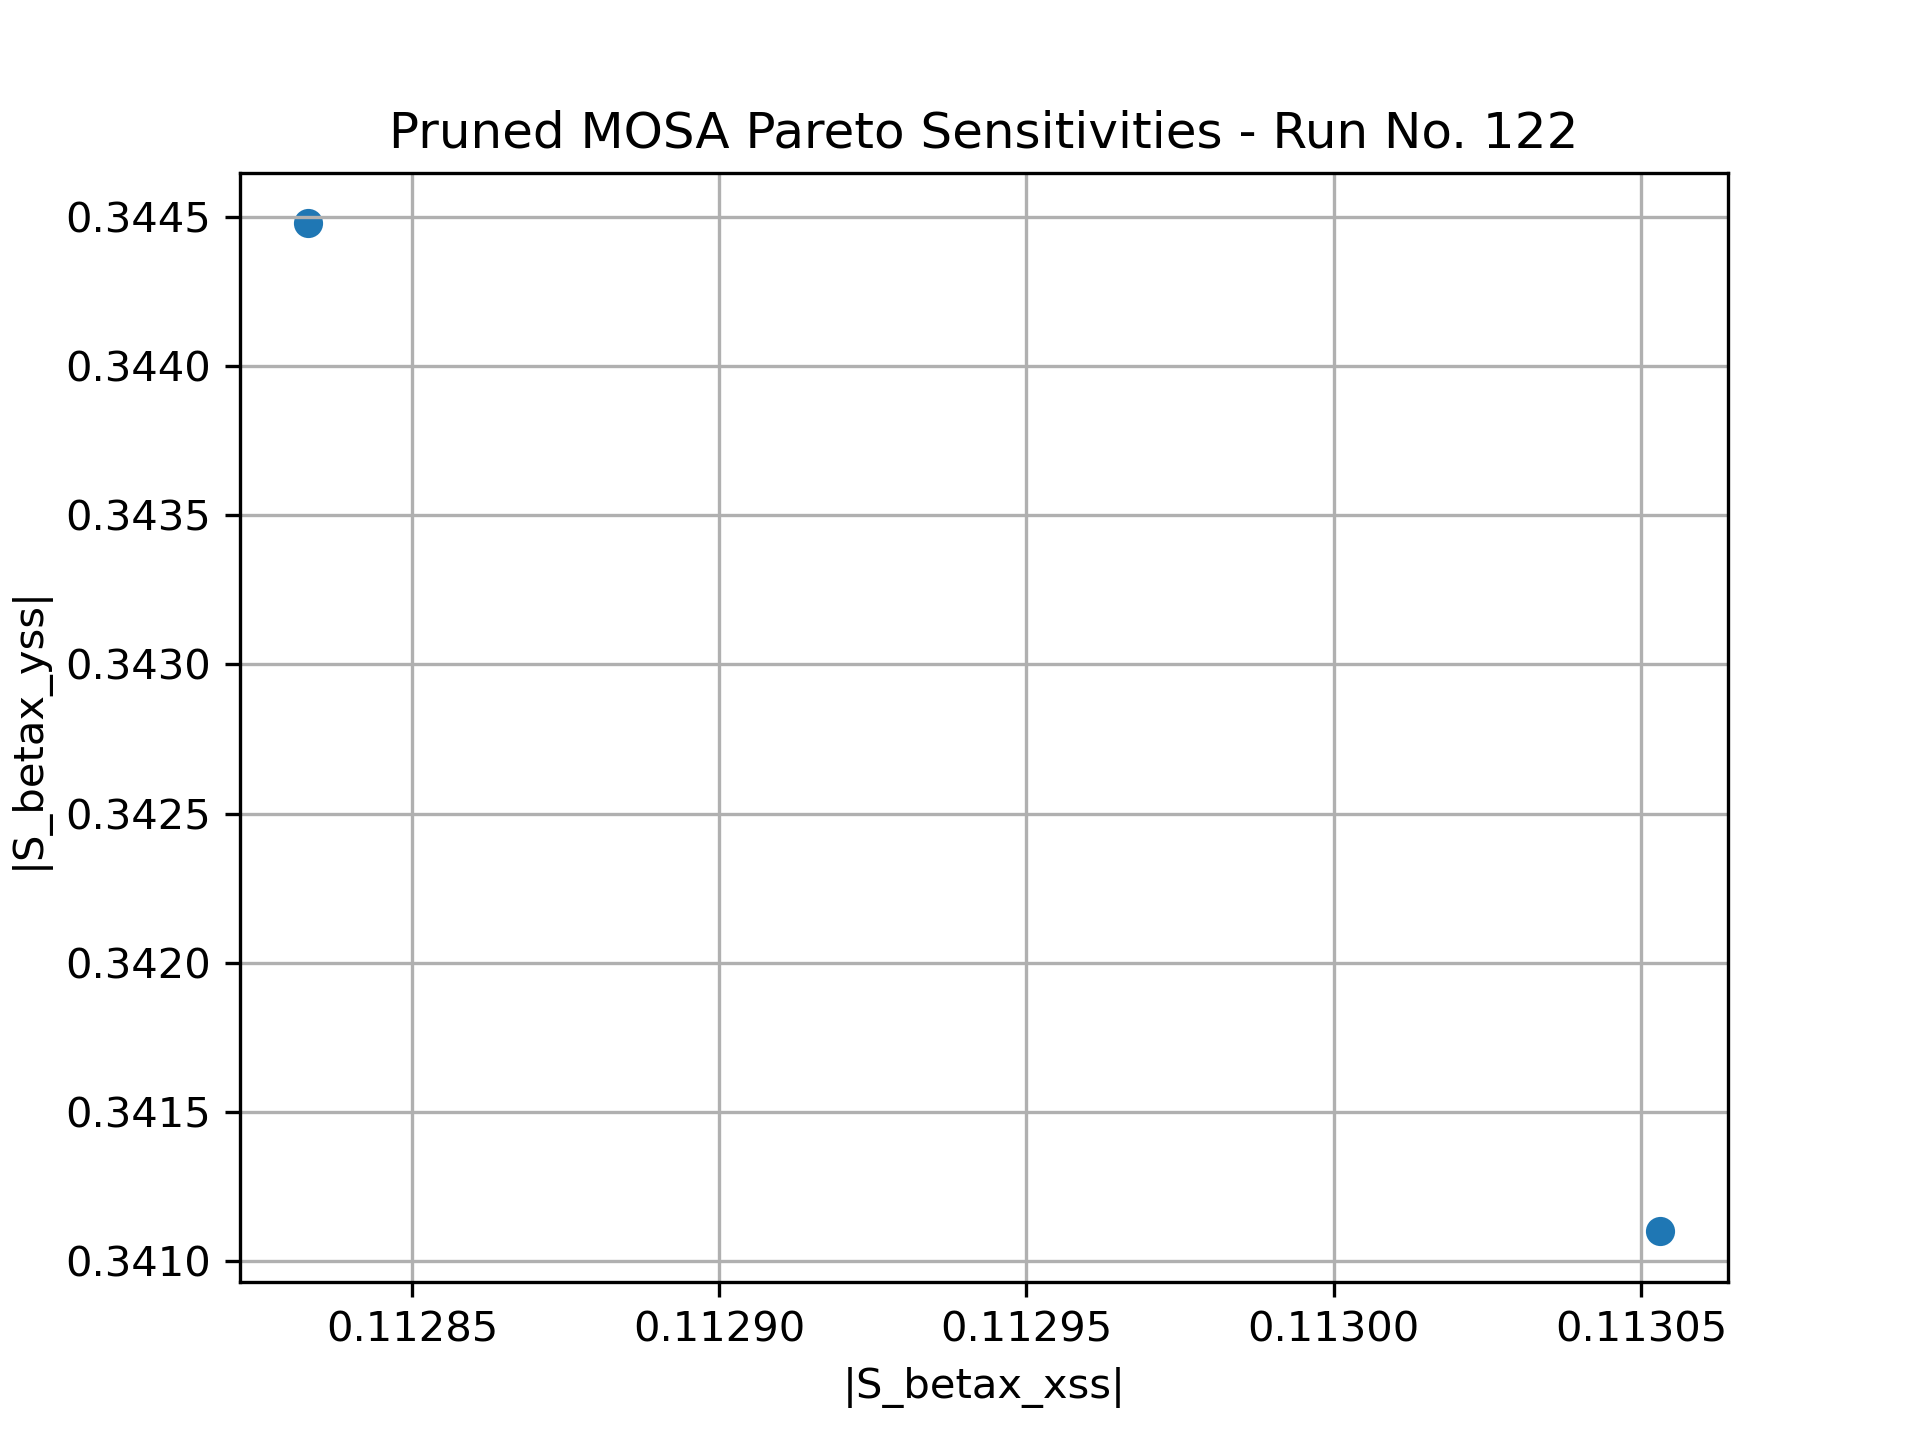 Pruned MOSA Pareto Sensitivities - Run No. 122
0.3445
0.3440
0.3435
0.3430
0.3425
0.3420
0.3415
0.3410
|S_betax_yss|
0.11285 0.11290 0.11295 0.11300 0.11305
|S_betax_xss|